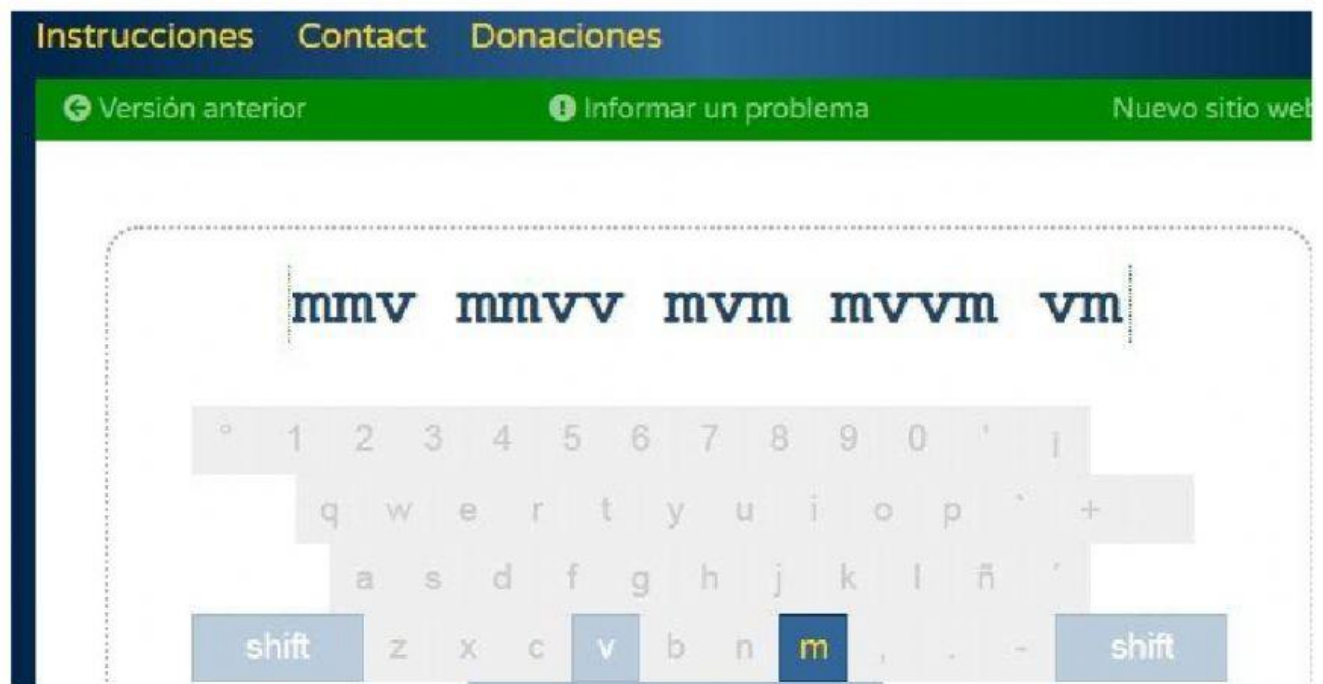 Instrucciones Contact Donaciones
Versión anterior Informar un problema Nuevo sitio web
mmv mmvv mvm mvvm vm
° 1 2 3 4 5 6 7 8 9 0 ' ¡
q w e r t y u i o p ` +
a s d f g h j k l ñ ´
shift z x c v b n m , . - shift